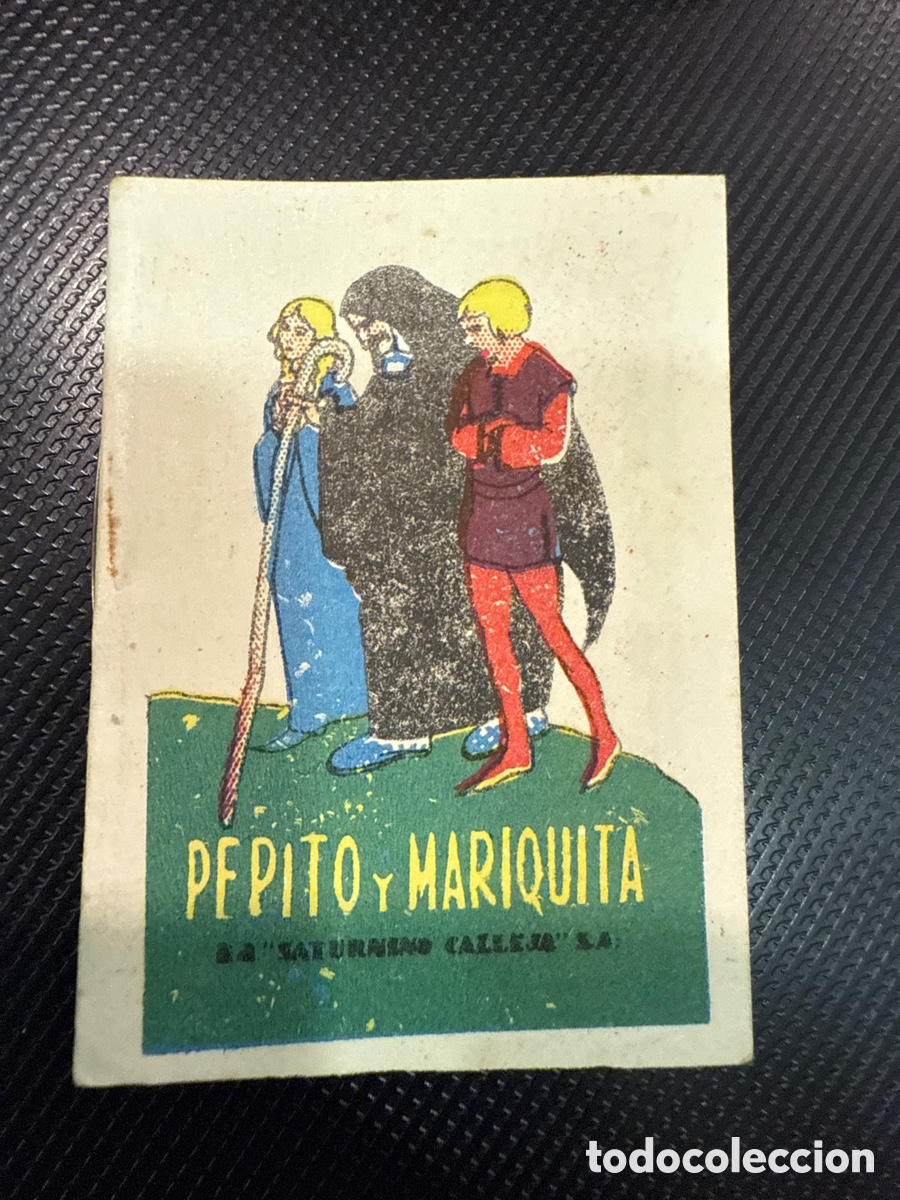 PEPITO Y MARIQUITA
"SATURNINO CALLEJA" S.A.
todocoleccion